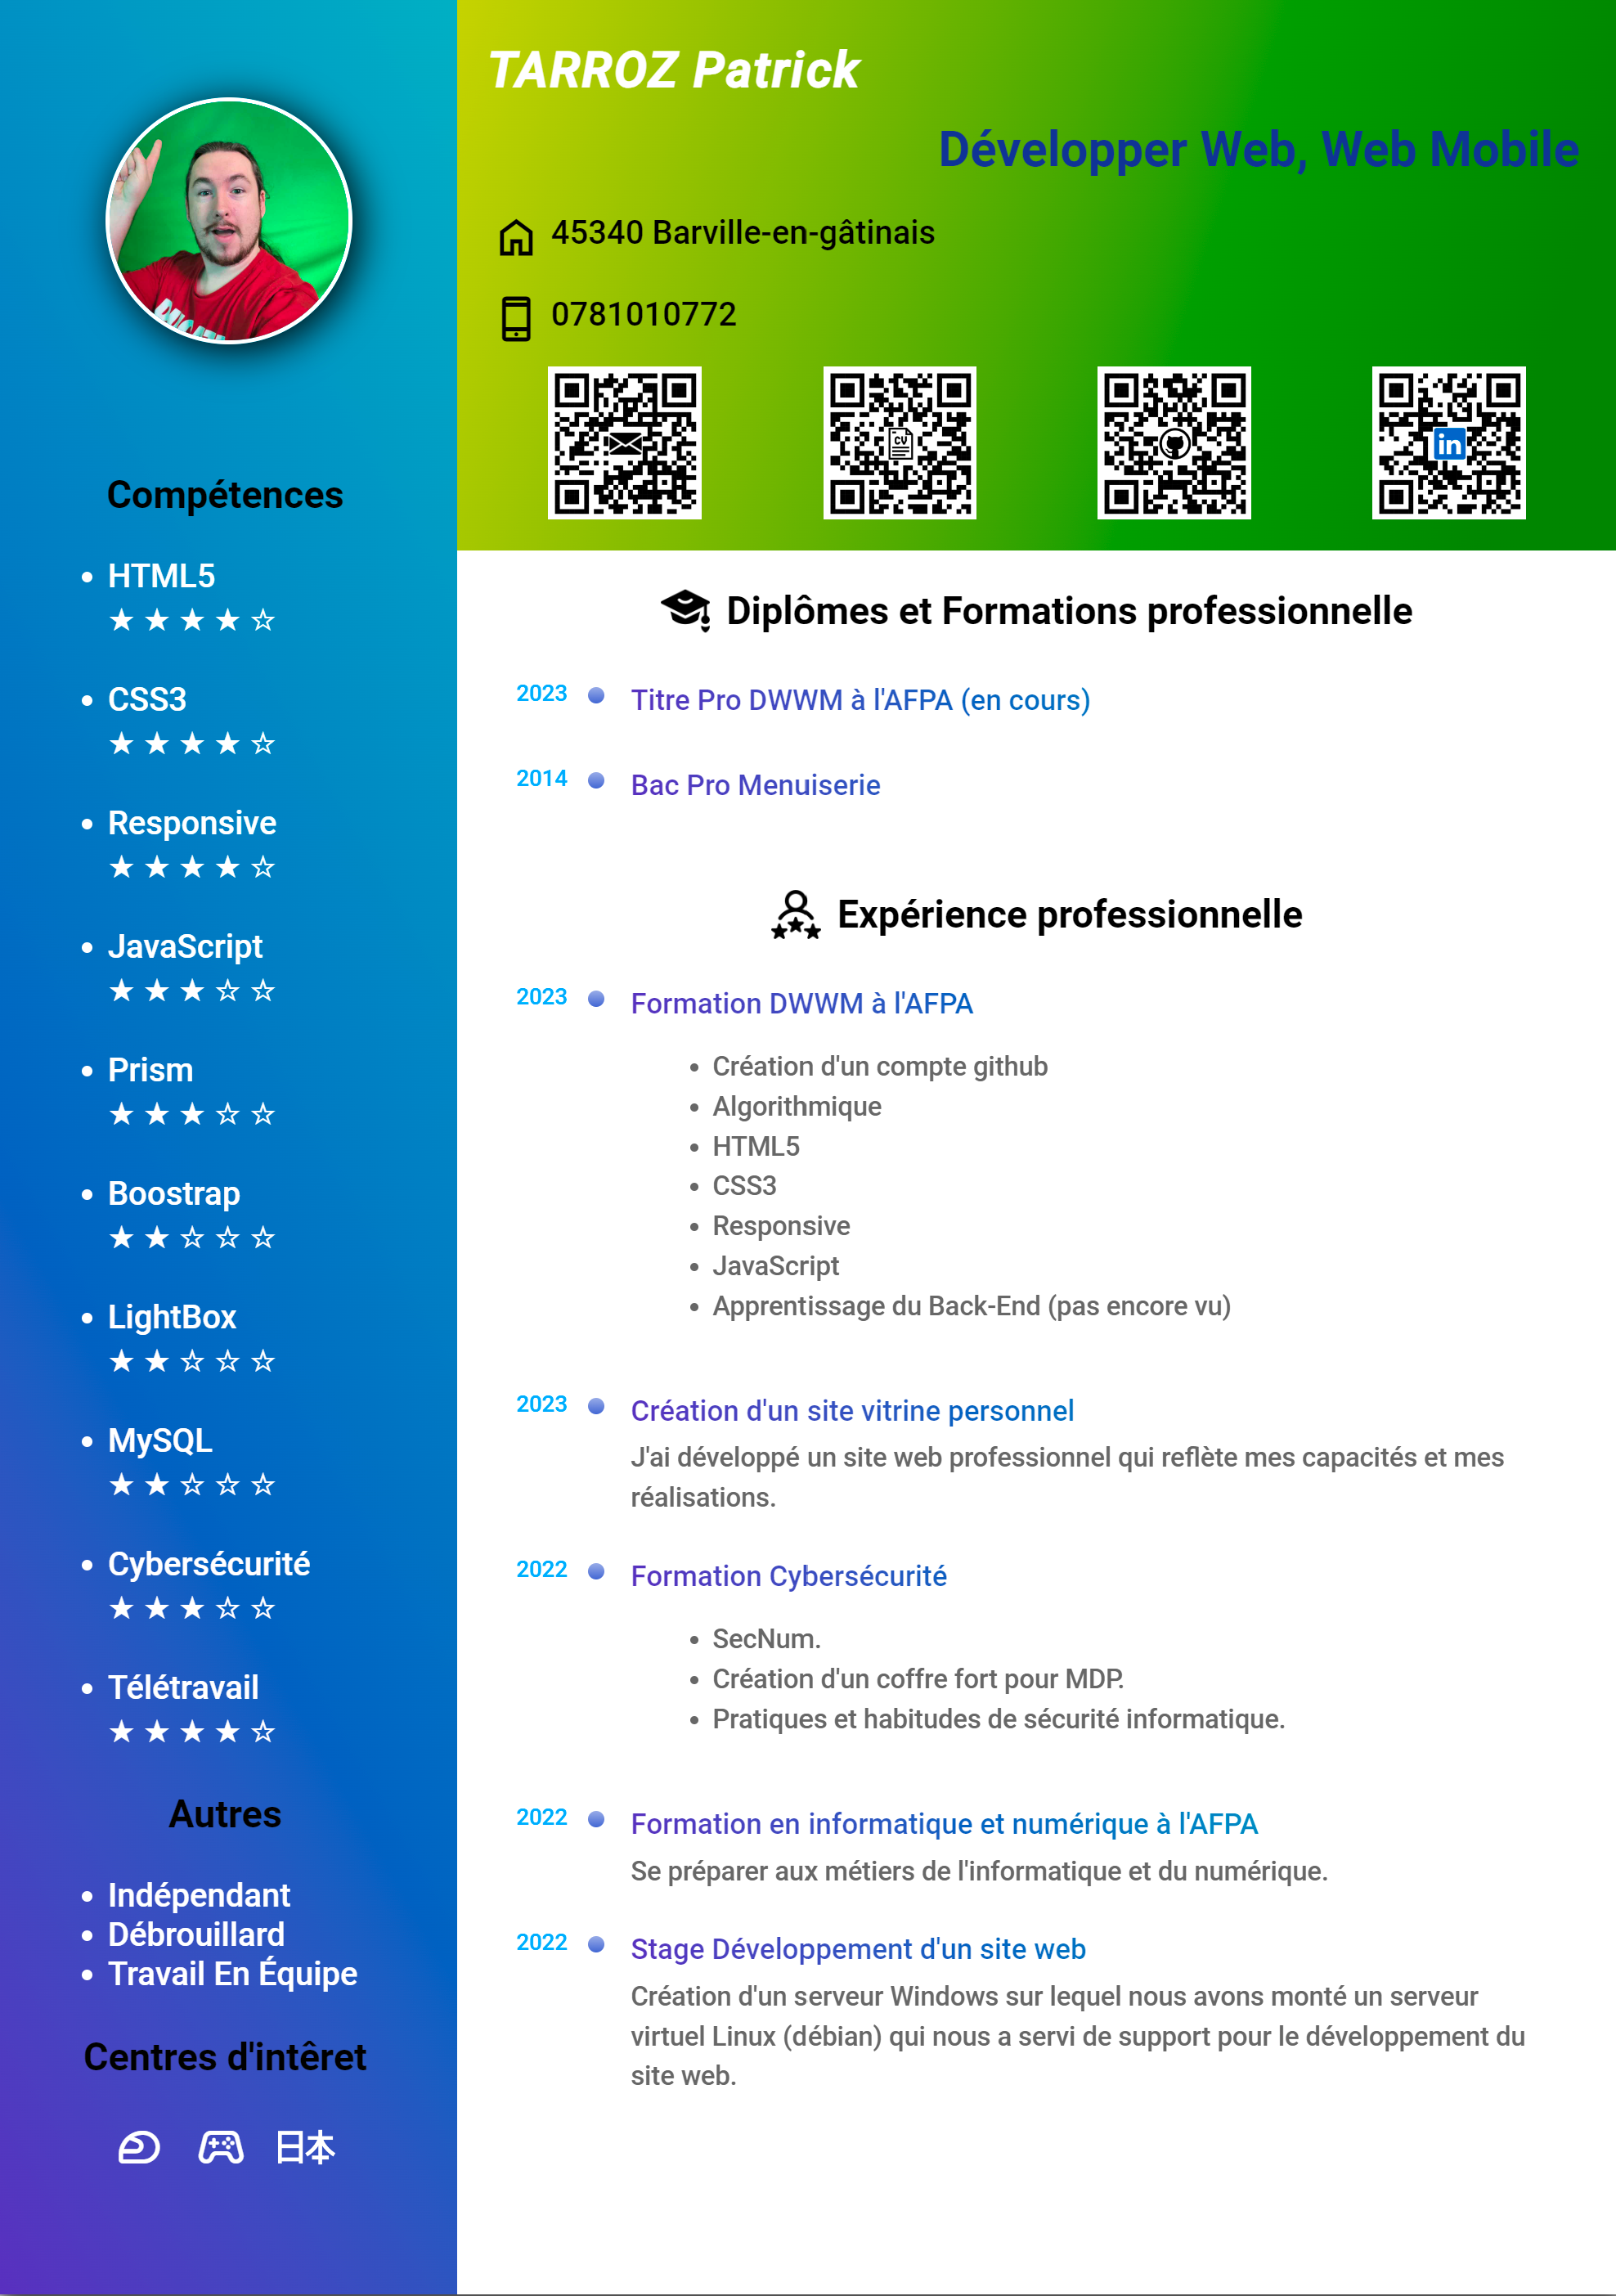 TARROZ Patrick
Développer Web, Web Mobile
45340 Barville-en-gâtinais
0781010772
CV
in
Compétences
HTML5
★ ★ ★ ★ ☆
CSS3
★ ★ ★ ★ ☆
Responsive
★ ★ ★ ★ ☆
JavaScript
★ ★ ★ ☆ ☆
Prism
★ ★ ★ ☆ ☆
Boostrap
★ ★ ☆ ☆ ☆
LightBox
★ ★ ☆ ☆ ☆
MySQL
★ ★ ☆ ☆ ☆
Cybersécurité
★ ★ ★ ☆ ☆
Télétravail
★ ★ ★ ★ ☆
Autres
Indépendant
Débrouillard
Travail En Équipe
Centres d'intêret
日本
Diplômes et Formations professionnelle
2023 Titre Pro DWWM à l'AFPA (en cours)
2014 Bac Pro Menuiserie
Expérience professionnelle
2023 Formation DWWM à l'AFPA
Création d'un compte github
Algorithmique
HTML5
CSS3
Responsive
JavaScript
Apprentissage du Back-End (pas encore vu)
2023 Création d'un site vitrine personnel
J'ai développé un site web professionnel qui reflète mes capacités et mes
réalisations.
2022 Formation Cybersécurité
SecNum.
Création d'un coffre fort pour MDP.
Pratiques et habitudes de sécurité informatique.
2022 Formation en informatique et numérique à l'AFPA
Se préparer aux métiers de l'informatique et du numérique.
2022 Stage Développement d'un site web
Création d'un serveur Windows sur lequel nous avons monté un serveur
virtuel Linux (débian) qui nous a servi de support pour le développement du
site web.